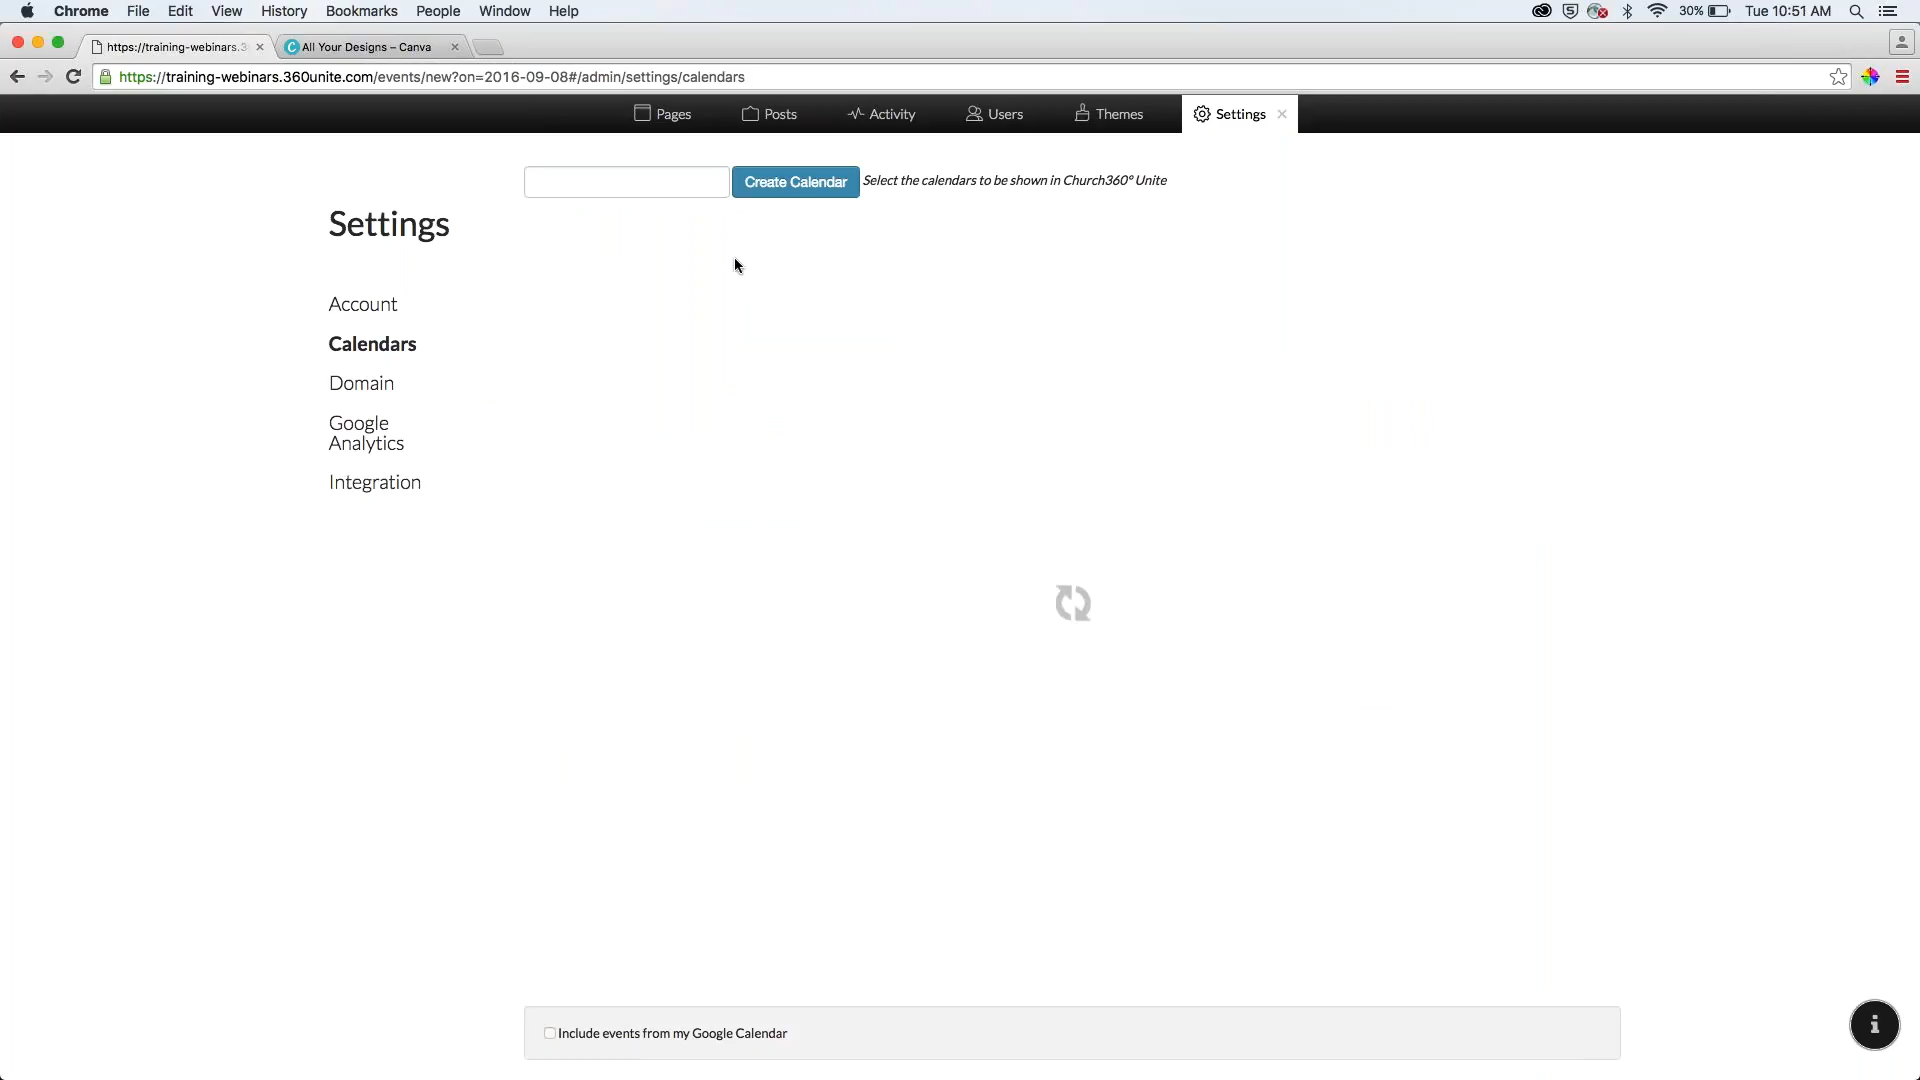 Chrome File Edit View History Bookmarks People Window Help 30% Tue 10:51 AM
https://training-webinars.3 All Your Designs – Canva
https://training-webinars.360unite.com/events/new?on=2016-09-08#/admin/settings/calendars
Pages Posts Activity Users Themes Settings
Create Calendar Select the calendars to be shown in Church360° Unite
Settings
Account
Calendars
Domain
Google
Analytics
Integration
Include events from my Google Calendar